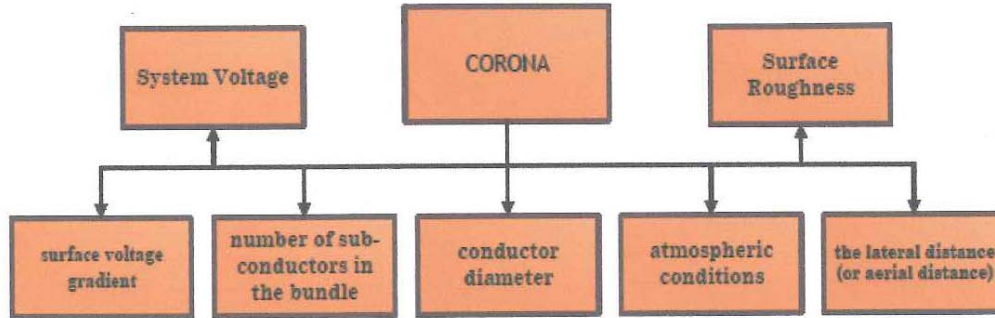 System Voltage
CORONA
Surface
Roughness
surface voltage
gradient
number of sub-
conductors in
the bundle
conductor
diameter
atmospheric
conditions
the lateral distance
(or aerial distance)